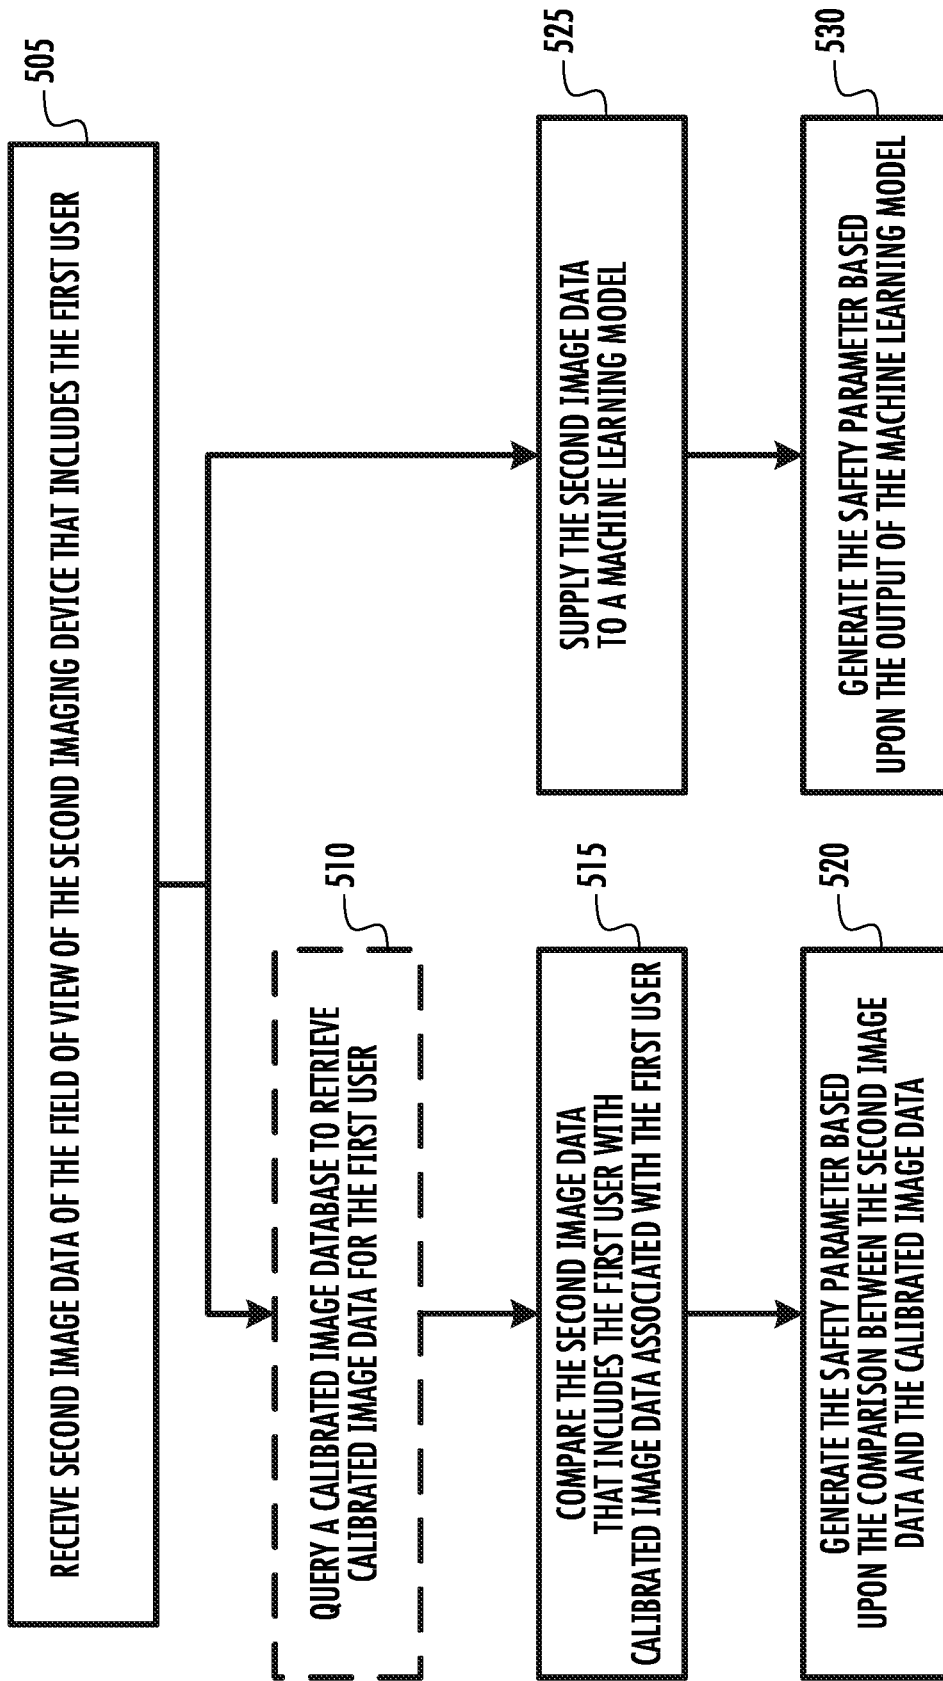 505
RECEIVE SECOND IMAGE DATA OF THE FIELD OF VIEW OF THE SECOND IMAGING DEVICE THAT INCLUDES THE FIRST USER
510
QUERY A CALIBRATED IMAGE DATABASE TO RETRIEVE
CALIBRATED IMAGE DATA FOR THE FIRST USER
515
COMPARE THE SECOND IMAGE DATA
THAT INCLUDES THE FIRST USER WITH
CALIBRATED IMAGE DATA ASSOCIATED WITH THE FIRST USER
520
GENERATE THE SAFETY PARAMETER BASED
UPON THE COMPARISON BETWEEN THE SECOND IMAGE
DATA AND THE CALIBRATED IMAGE DATA
525
SUPPLY THE SECOND IMAGE DATA
TO A MACHINE LEARNING MODEL
530
GENERATE THE SAFETY PARAMETER BASED
UPON THE OUTPUT OF THE MACHINE LEARNING MODEL